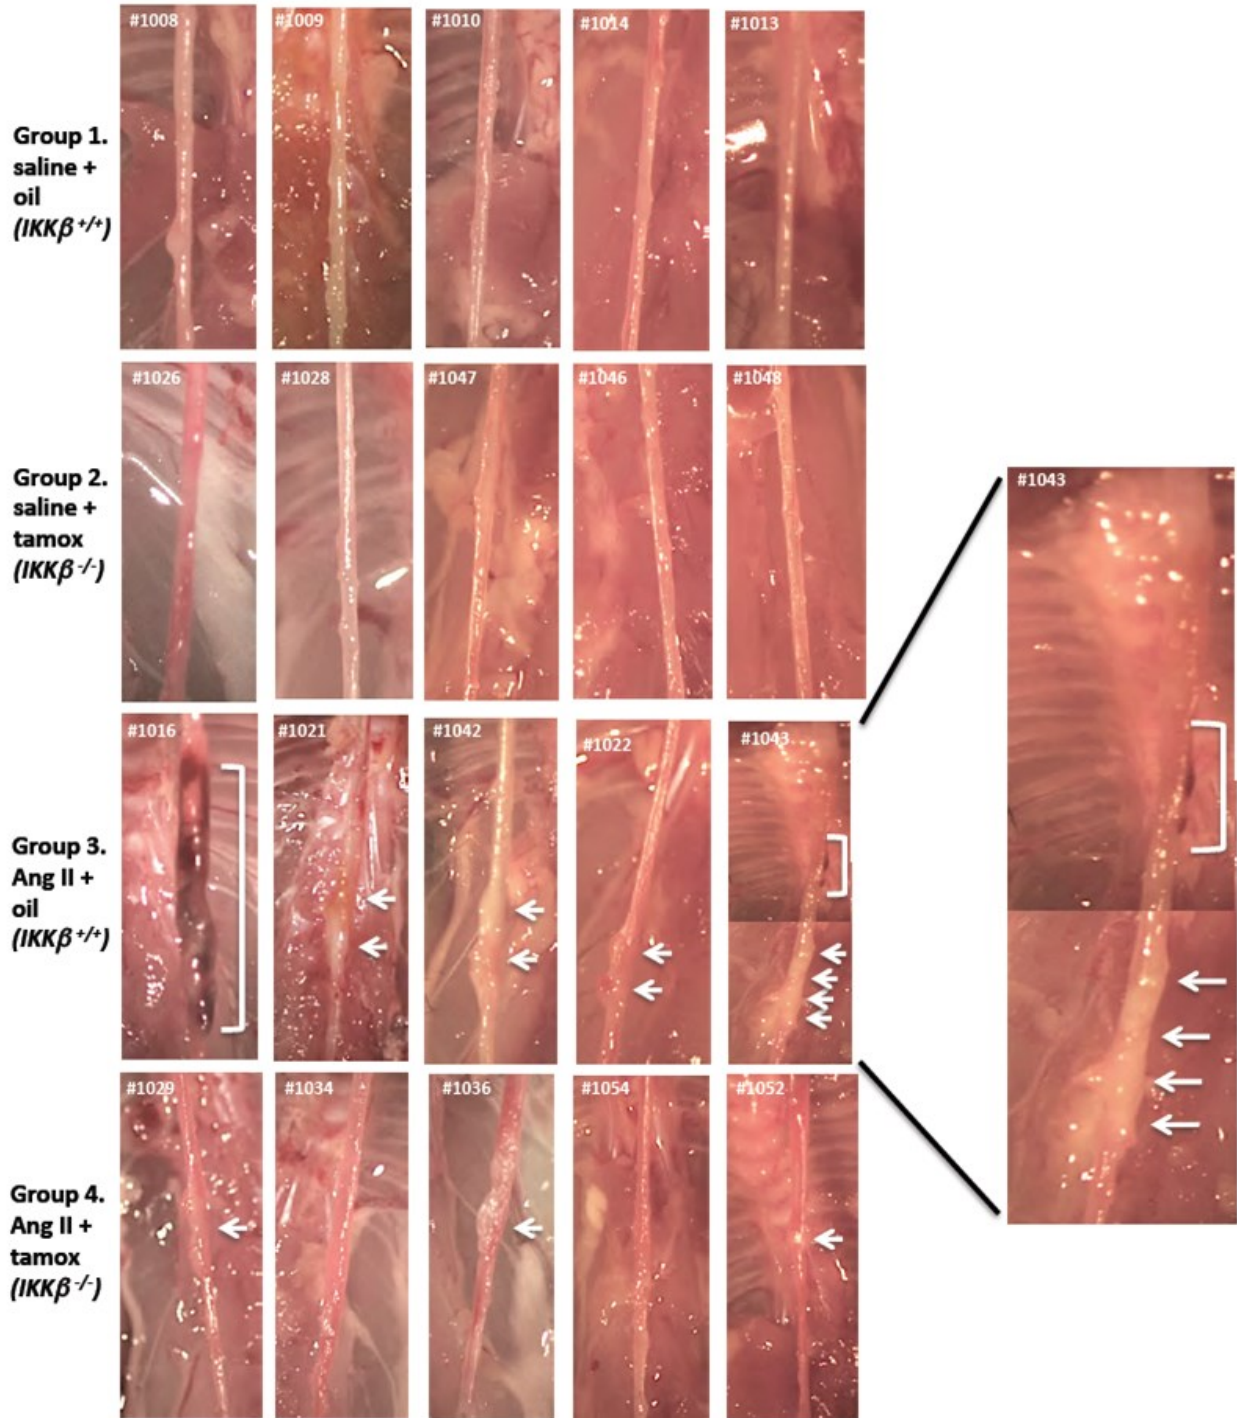 #1008
#1009
#1010
#1014
#1013
Group 1.
saline +
oil
(IKKβ+/+)
#1026
#1028
#1047
#1046
#1048
Group 2.
saline +
tamox
(IKKβ-/-)
#1043
#1016
#1021
#1042
#1022
#1043
Group 3.
Ang II +
oil
(IKKβ+/+)
#1029
#1034
#1036
#1054
#1052
Group 4.
Ang II +
tamox
(IKKβ-/-)